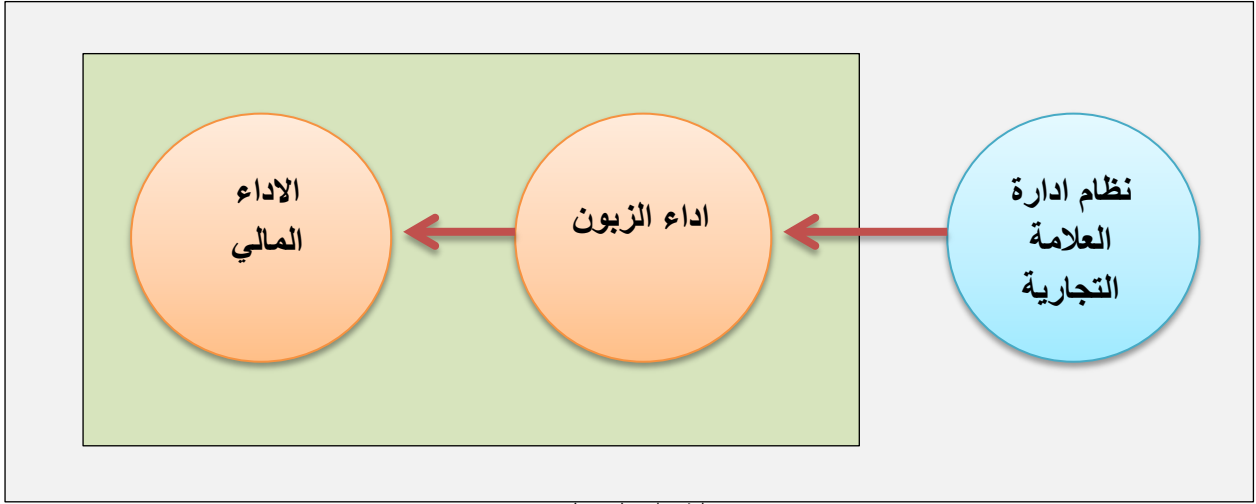 نظام ادارة
العلامة
التجارية
اداء الزبون
الاداء
المالي